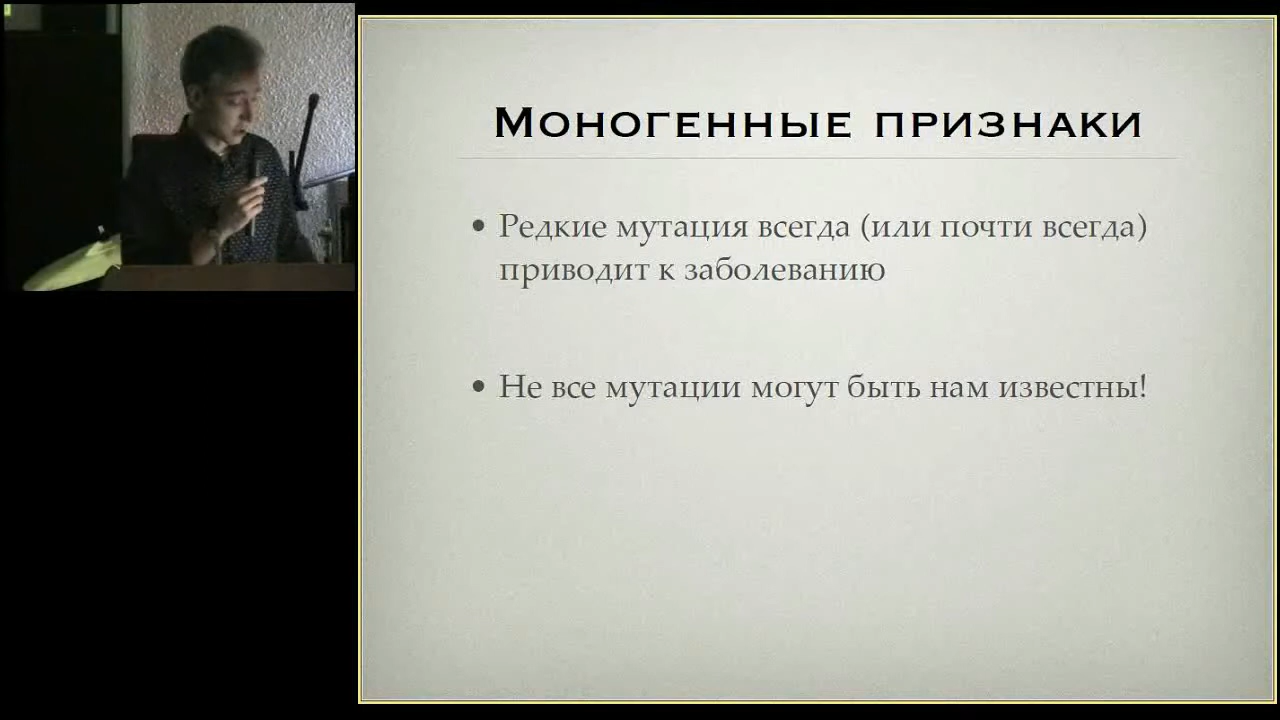 Моногенные признаки
• Редкие мутация всегда (или почти всегда)
приводит к заболеванию
• Не все мутации могут быть нам известны!